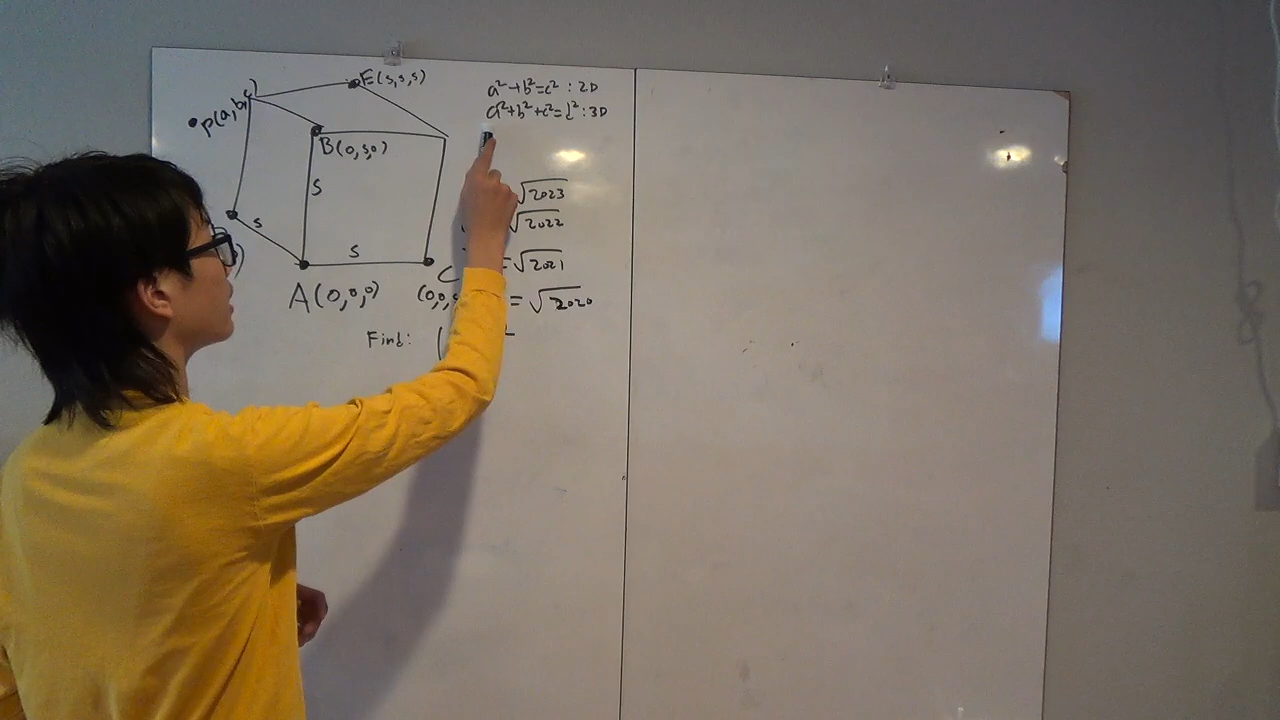 E(s,s,s)
P(a,b,c)
B(0,s,0)
s
s
s
A(0,0,0)
C
(0,0,
a²+b²=c² : 2D
a²+b²+c²=d² : 3D
√2023
√2022
=√2021
=√2020
Find: (